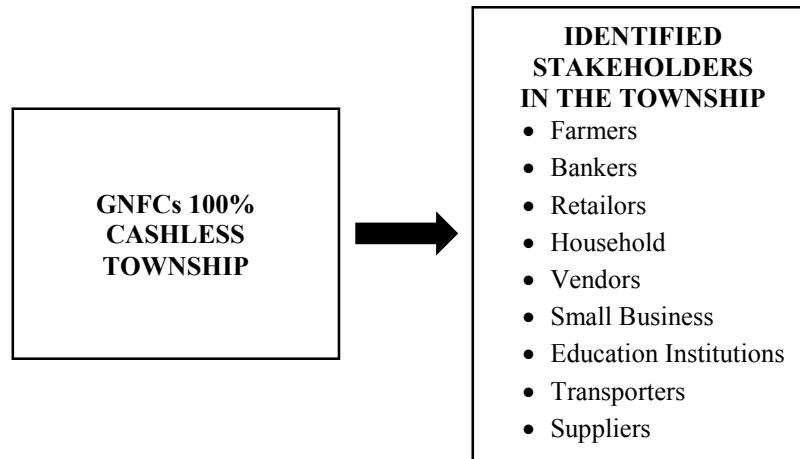 GNFCs 100%
CASHLESS
TOWNSHIP
IDENTIFIED
STAKEHOLDERS
IN THE TOWNSHIP
• Farmers
• Bankers
• Retailors
• Household
• Vendors
• Small Business
• Education Institutions
• Transporters
• Suppliers